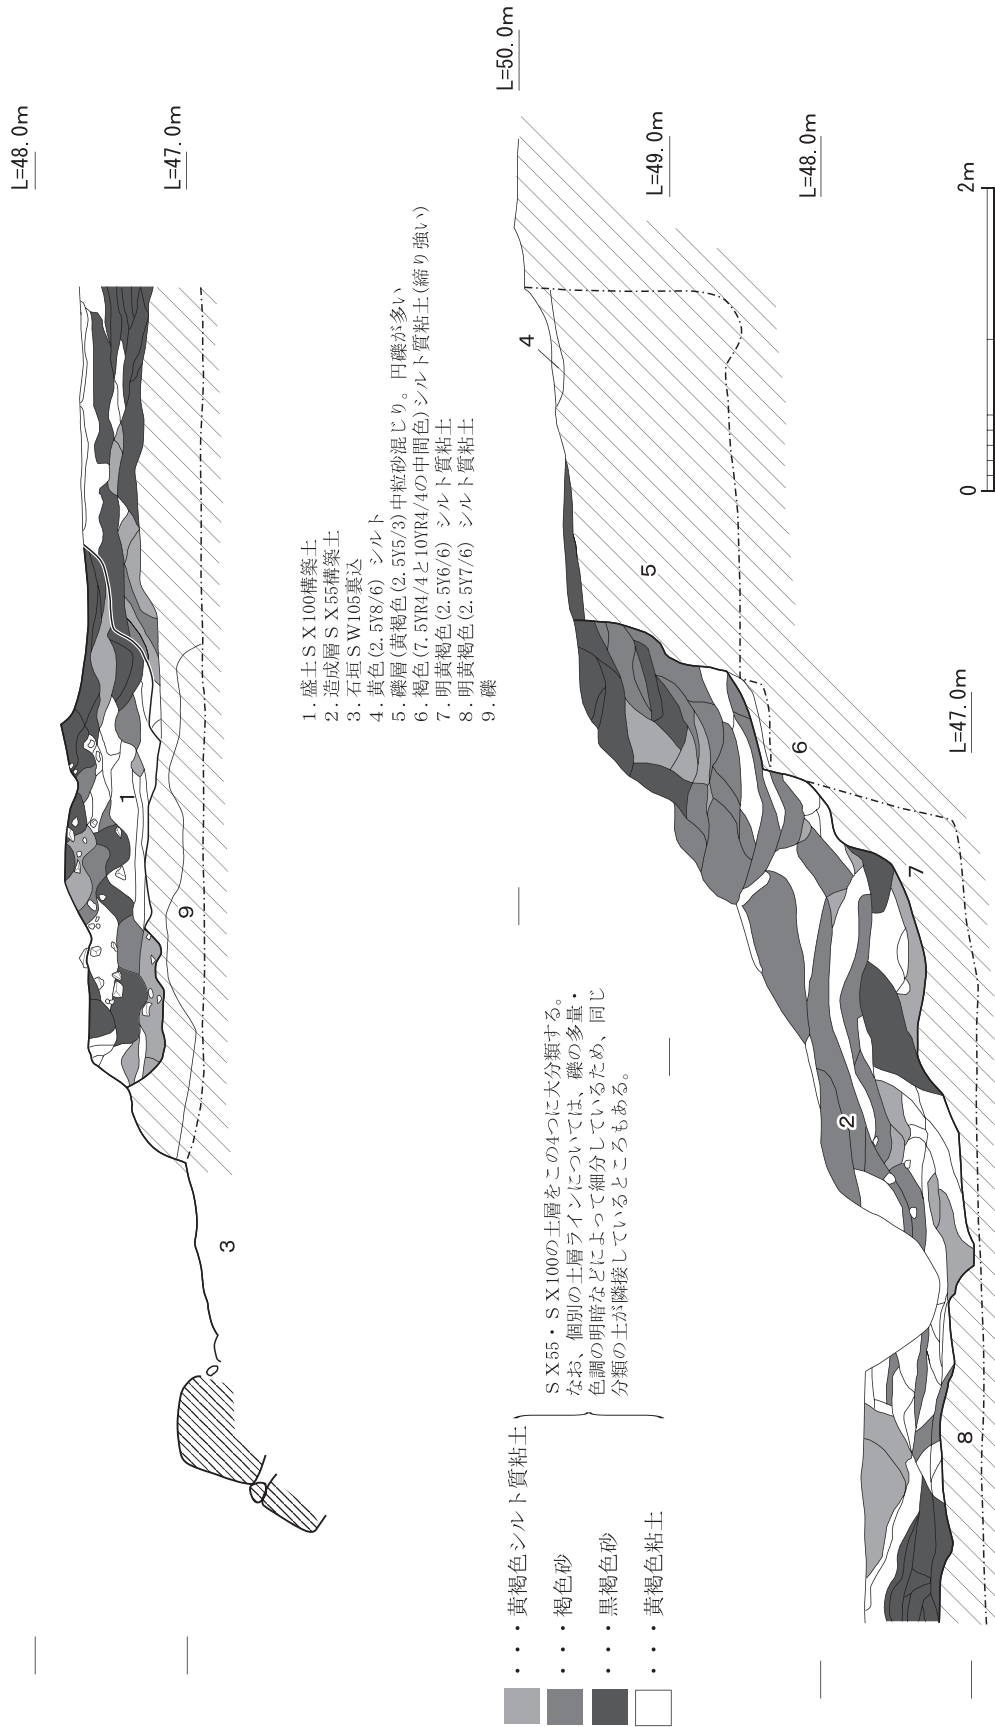 L=48.0m
L=47.0m
1
9
3
1.盛土ＳＸ100構築土
2.造成層ＳＸ55構築土
3.石垣SW105裏込
4.黄色(2.5Y8/6) シルト
5.礫層(黄褐色(2.5Y5/3)中粒砂混じり。円礫が多い
6.褐色(7.5YR4/4と10YR4/4の中間色)シルト質粘土(締り強い)
7.明黄褐色(2.5Y6/6) シルト質粘土
8.明黄褐色(2.5Y7/6) シルト質粘土
9.礫
L=50.0m
L=49.0m
L=48.0m
L=47.0m
4
5
6
7
2
8
0
2m
・・・黄褐色シルト質粘土
・・・褐色砂
・・・黒褐色砂
・・・黄褐色粘土
ＳＸ55・ＳＸ100の土層をこの4つに大分類する。
なお、個別の土層ラインについては、礫の多量・
色調の明暗などによって細分しているため、同じ
分類の土が隣接しているところもある。